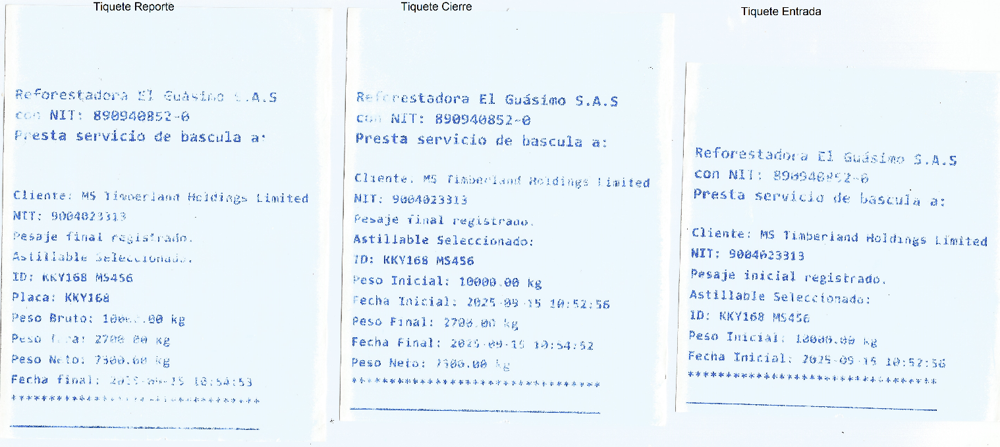 Tiquete Reporte
Reforestadora El Guásimo S.A.S
con NIT: 890940852-0
Presta servicio de bascula a:
Cliente: MS Timberland Holdings Limited
NIT: 9004023313
Pesaje final registrado.
Astillable Seleccionado.
ID: KKY168 MS456
Placa: KKY168
Peso Bruto: 10000.00 kg
Peso Tara: 2700.00 kg
Peso Neto: 7300.00 kg
Fecha final: 2025-09-15 10:54:53
*********************************
Tiquete Cierre
Reforestadora El Guásimo S.A.S
con NIT: 890940852-0
Presta servicio de bascula a:
Cliente. MS Timberland Holdings Limited
NIT: 9004023313
Pesaje final registrado.
Astillable Seleccionado:
ID: KKY168 MS456
Peso Inicial: 10000.00 kg
Fecha Inicial: 2025-09-15 10:52:56
Peso Final: 2700.00 kg
Fecha Final: 2025-09-15 10:54:52
Peso Neto: 7300.00 kg
*********************************
Tiquete Entrada
Reforestadora El Guásimo S.A.S
con NIT: 890940852-0
Presta servicio de bascula a:
Cliente: MS Timberland Holdings Limited
NIT: 9004023313
Pesaje inicial registrado.
Astillable Seleccionado:
ID: KKY168 MS456
Peso Inicial: 10000.00 kg
Fecha Inicial: 2025-09-15 10:52:56
*********************************